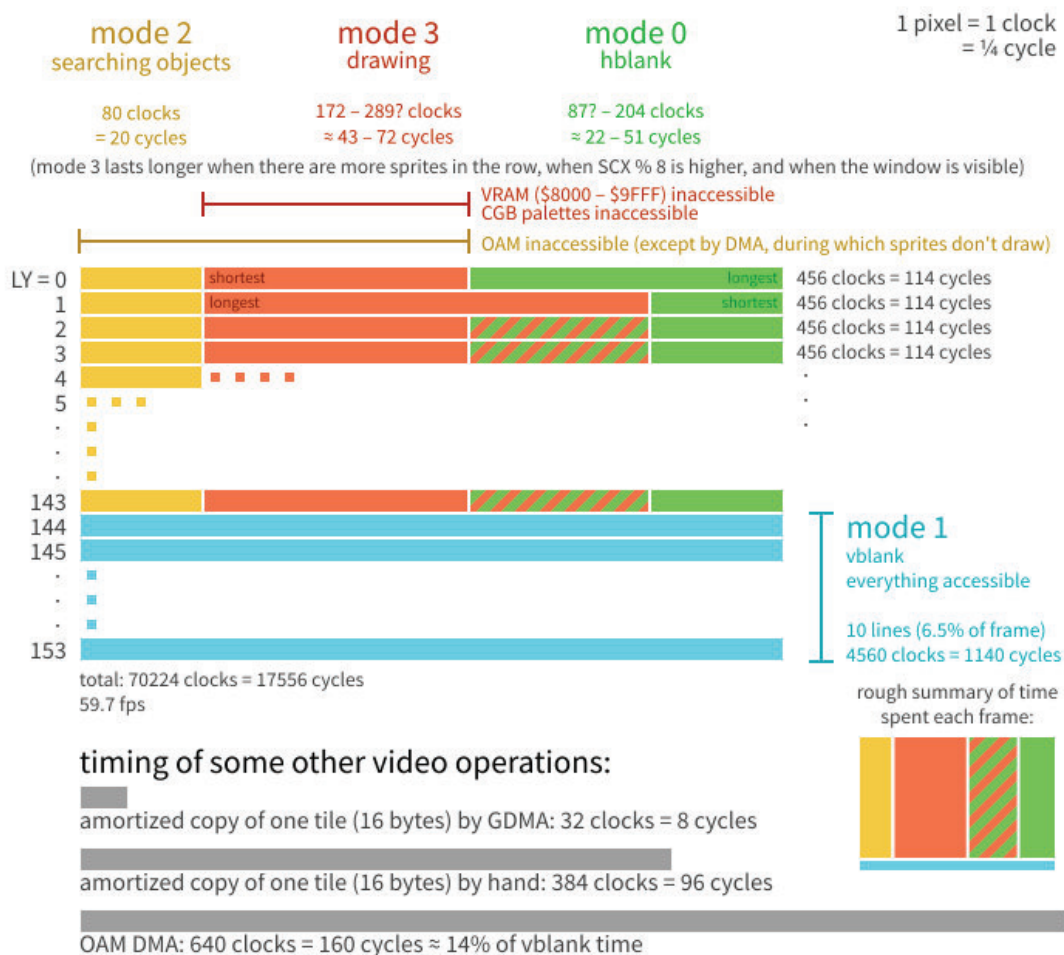 mode 2
searching objects
80 clocks
= 20 cycles
mode 3
drawing
172 – 289? clocks
≈ 43 – 72 cycles
mode 0
hblank
87? – 204 clocks
≈ 22 – 51 cycles
1 pixel = 1 clock
= ¼ cycle
(mode 3 lasts longer when there are more sprites in the row, when SCX % 8 is higher, and when the window is visible)
VRAM ($8000 – $9FFF) inaccessible
CGB palettes inaccessible
OAM inaccessible (except by DMA, during which sprites don't draw)
LY = 0 shortest longest 456 clocks = 114 cycles
1 longest shortest 456 clocks = 114 cycles
2 456 clocks = 114 cycles
3 456 clocks = 114 cycles
4 .
5 .
. .
.
.
143
144
145
.
.
.
153
mode 1
vblank
everything accessible
10 lines (6.5% of frame)
4560 clocks = 1140 cycles
total: 70224 clocks = 17556 cycles
59.7 fps
rough summary of time
spent each frame:
timing of some other video operations:
amortized copy of one tile (16 bytes) by GDMA: 32 clocks = 8 cycles
amortized copy of one tile (16 bytes) by hand: 384 clocks = 96 cycles
OAM DMA: 640 clocks = 160 cycles ≈ 14% of vblank time